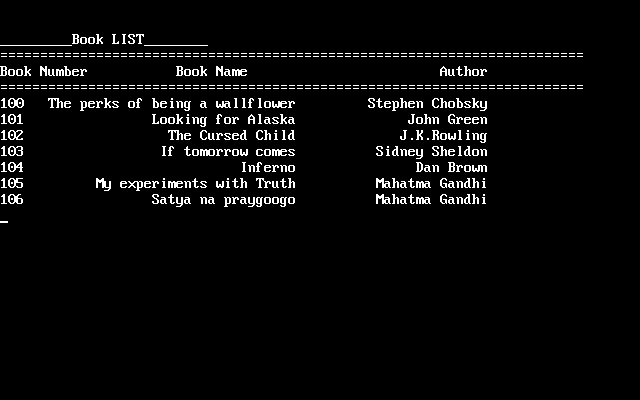 _________Book LIST________
=========================================================================
Book Number           Book Name                        Author
=========================================================================
100   The perks of being a wallflower         Stephen Chobsky
101                Looking for Alaska              John Green
102                  The Cursed Child             J.K.Rowling
103                 If tomorrow comes          Sidney Sheldon
104                           Inferno               Dan Brown
105         My experiments with Truth          Mahatma Gandhi
106                Satya na praygoogo          Mahatma Gandhi